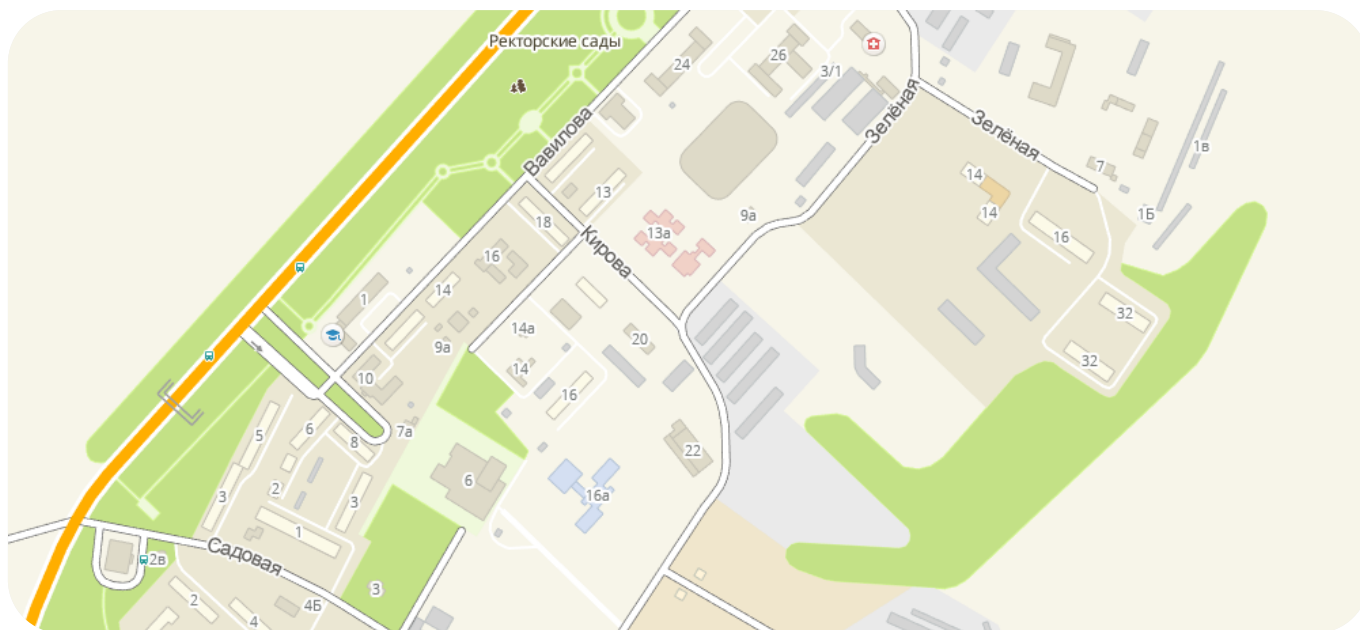 Ректорские сады
24
26
3/1
Зелёная
Зелёная
Вавилова
1в
7
14
14
13
1Б
18
9а
13а
Кирова
16
16
1
14
32
14а
9а
20
32
14
10
16
5
6
8
7а
22
3
2
6
16а
3
1
Садовая
2в
3
2
4
4Б